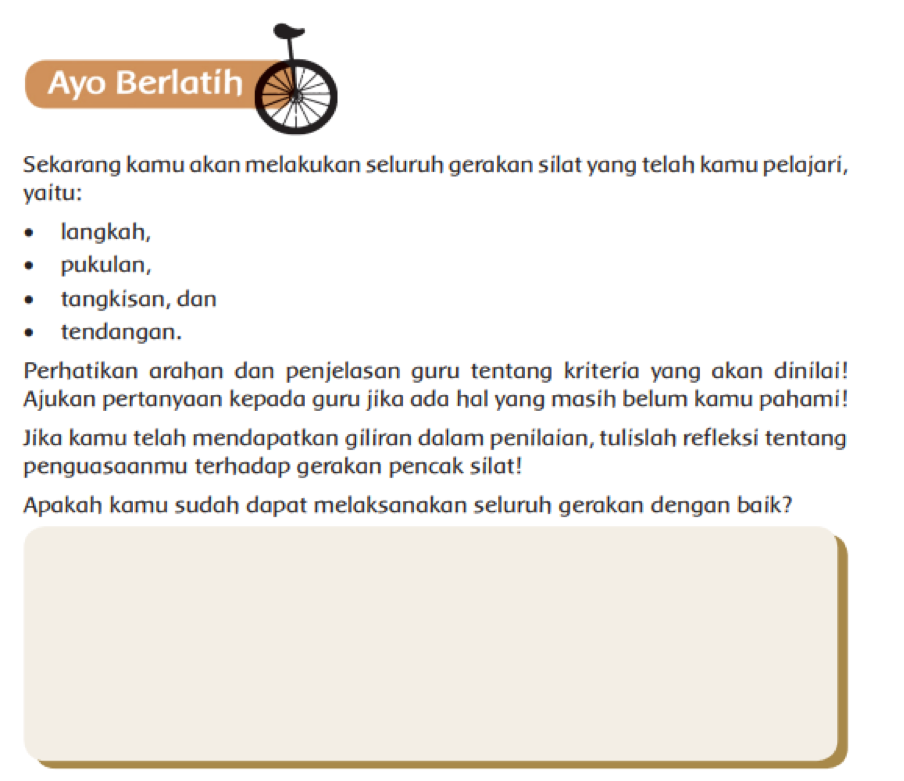 Ayo Berlatih
Sekarang kamu akan melakukan seluruh gerakan silat yang telah kamu pelajari,
yaitu:
• langkah,
• pukulan,
• tangkisan, dan
• tendangan.
Perhatikan arahan dan penjelasan guru tentang kriteria yang akan dinilai!
Ajukan pertanyaan kepada guru jika ada hal yang masih belum kamu pahami!
Jika kamu telah mendapatkan giliran dalam penilaian, tulislah refleksi tentang
penguasaanmu terhadap gerakan pencak silat!
Apakah kamu sudah dapat melaksanakan seluruh gerakan dengan baik?